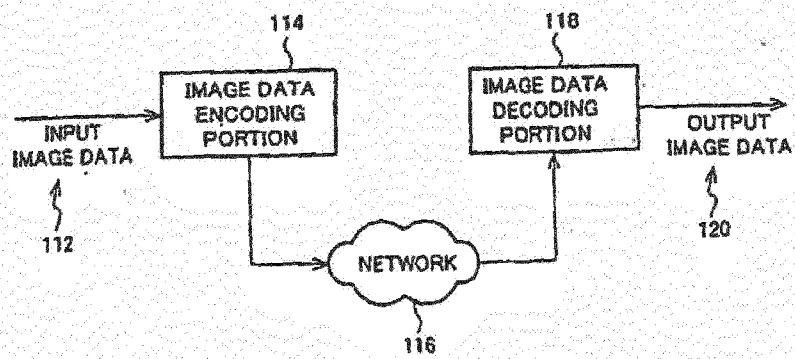 114
118
IMAGE DATA
ENCODING
PORTION
IMAGE DATA
DECODING
PORTION
INPUT
IMAGE DATA
OUTPUT
IMAGE DATA
112
120
NETWORK
116